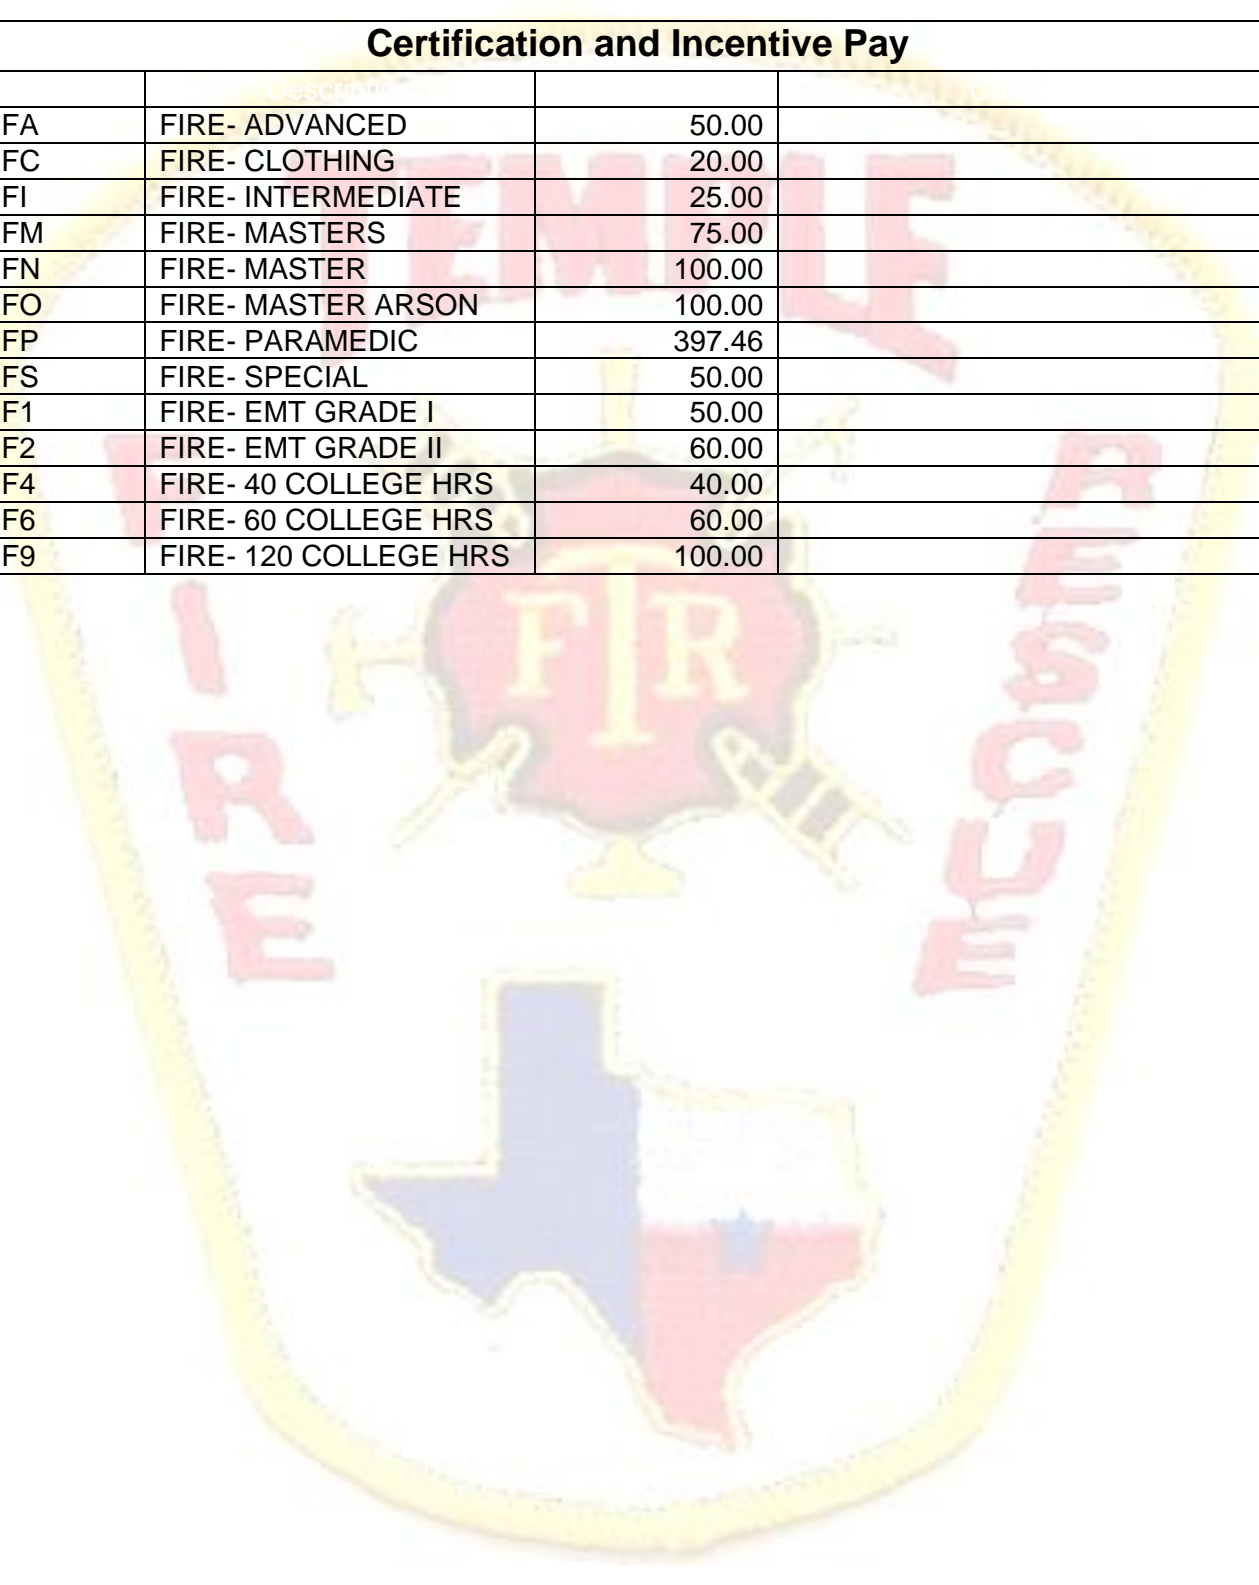 Certification and Incentive Pay
Description
FA FIRE- ADVANCED 50.00
FC FIRE- CLOTHING 20.00
FI FIRE- INTERMEDIATE 25.00
FM FIRE- MASTERS 75.00
FN FIRE- MASTER 100.00
FO FIRE- MASTER ARSON 100.00
FP FIRE- PARAMEDIC 397.46
FS FIRE- SPECIAL 50.00
F1 FIRE- EMT GRADE I 50.00
F2 FIRE- EMT GRADE II 60.00
F4 FIRE- 40 COLLEGE HRS 40.00
F6 FIRE- 60 COLLEGE HRS 60.00
F9 FIRE- 120 COLLEGE HRS 100.00
TEMPLE
FIRE
RESCUE
FTR